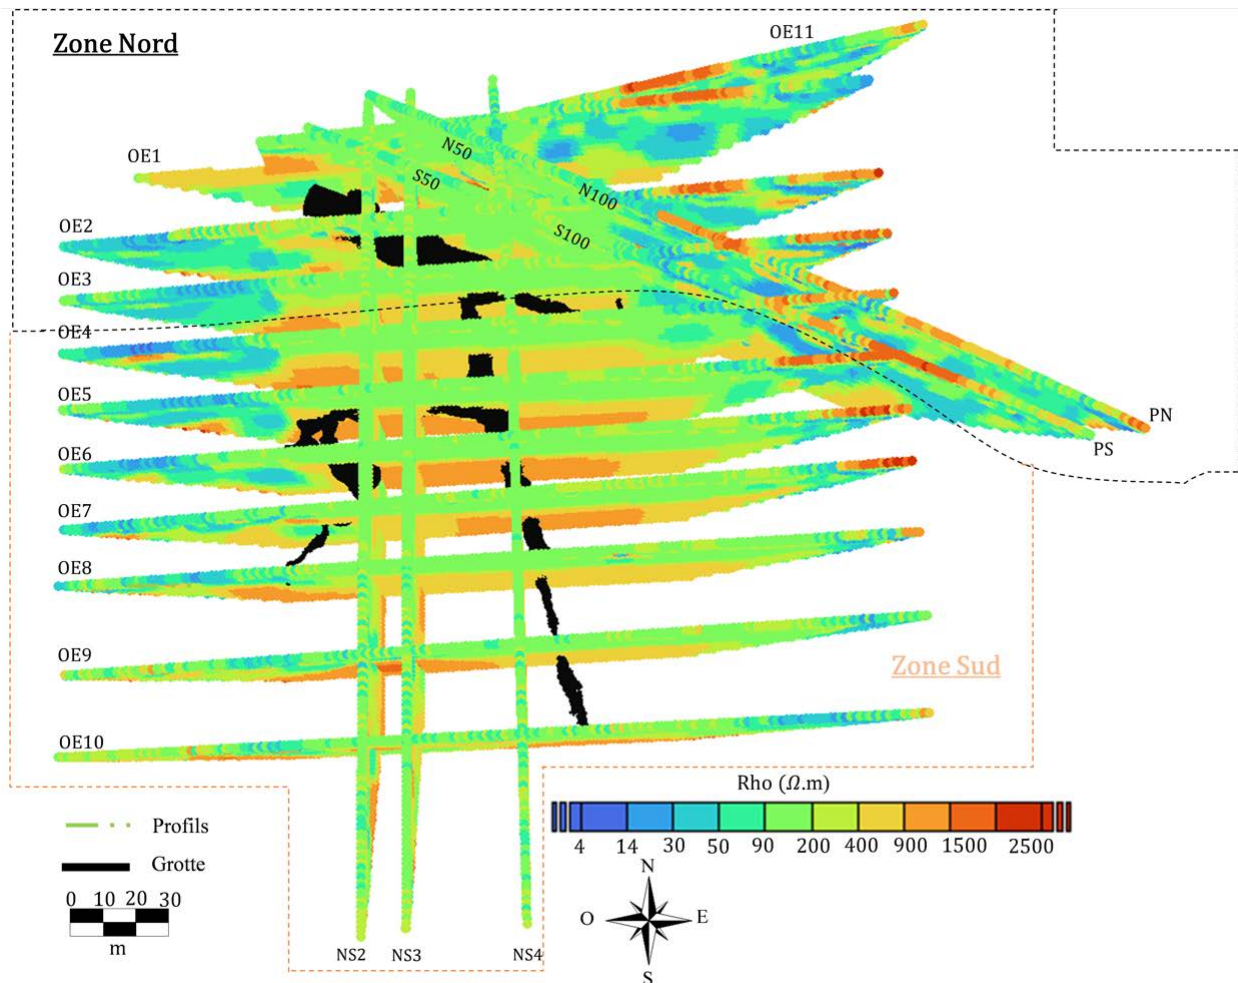 Zone Nord
OE11
OE1
N50
S50
N100
S100
OE2
OE3
OE4
OE5
OE6
OE7
OE8
OE9
OE10
PN
PS
Zone Sud
Rho (Ω.m)
4 14 30 50 90 200 400 900 1500 2500
Profils
Grotte
0 10 20 30
m
N
O E
S
NS2 NS3 NS4